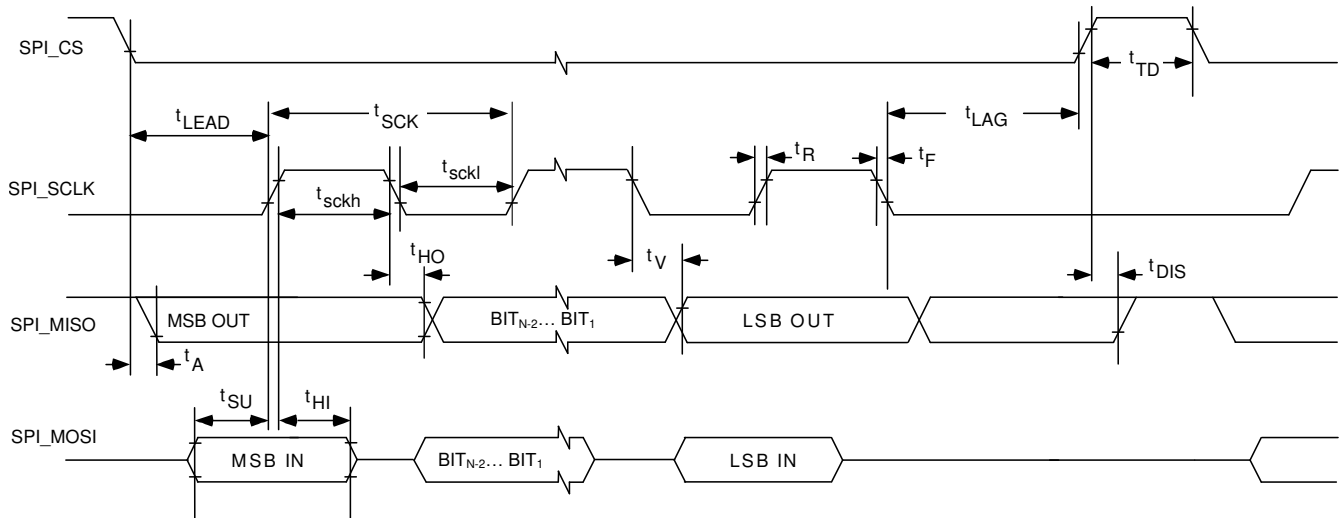 SPI_CS
t_TD
t_LEAD
t_SCK
t_LAG
t_R
t_F
SPI_SCLK
t_sckh
t_sckl
t_HO
t_V
t_DIS
SPI_MISO
MSB OUT
BIT_N-2... BIT_1
LSB OUT
t_A
t_SU
t_HI
SPI_MOSI
MSB IN
BIT_N-2... BIT_1
LSB IN